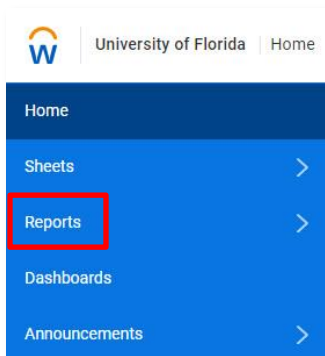 University of Florida Home
Home
Sheets
Reports
Dashboards
Announcements